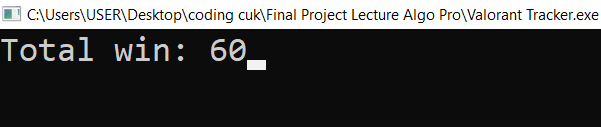 C:\Users\USER\Desktop\coding cuk\Final Project Lecture Algo Pro\Valorant Tracker.exe
Total win: 60